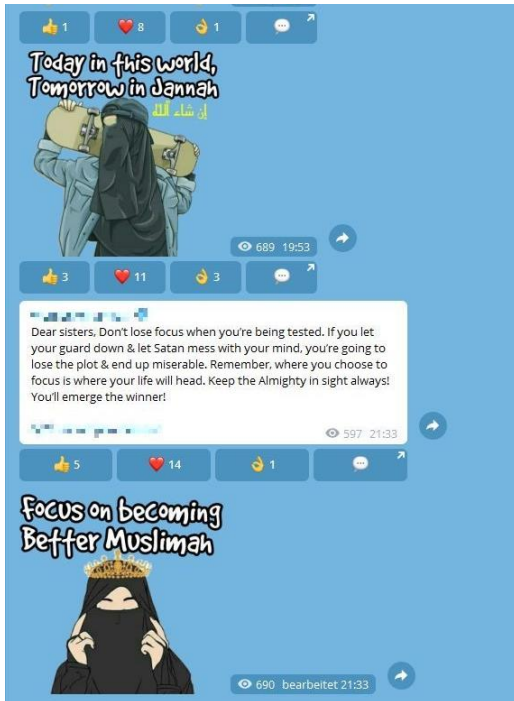 1 8 1
Today in this world,
Tomorrow in Jannah
إن شاء الله
689 19:53
3 11 3
Dear sisters, Don't lose focus when you're being tested. If you let
your guard down & let Satan mess with your mind, you're going to
lose the plot & end up miserable. Remember, where you choose to
focus is where your life will head. Keep the Almighty in sight always!
You'll emerge the winner!
597 21:33
5 14 1
Focus on becoming
Better Muslimah
690 bearbeitet 21:33